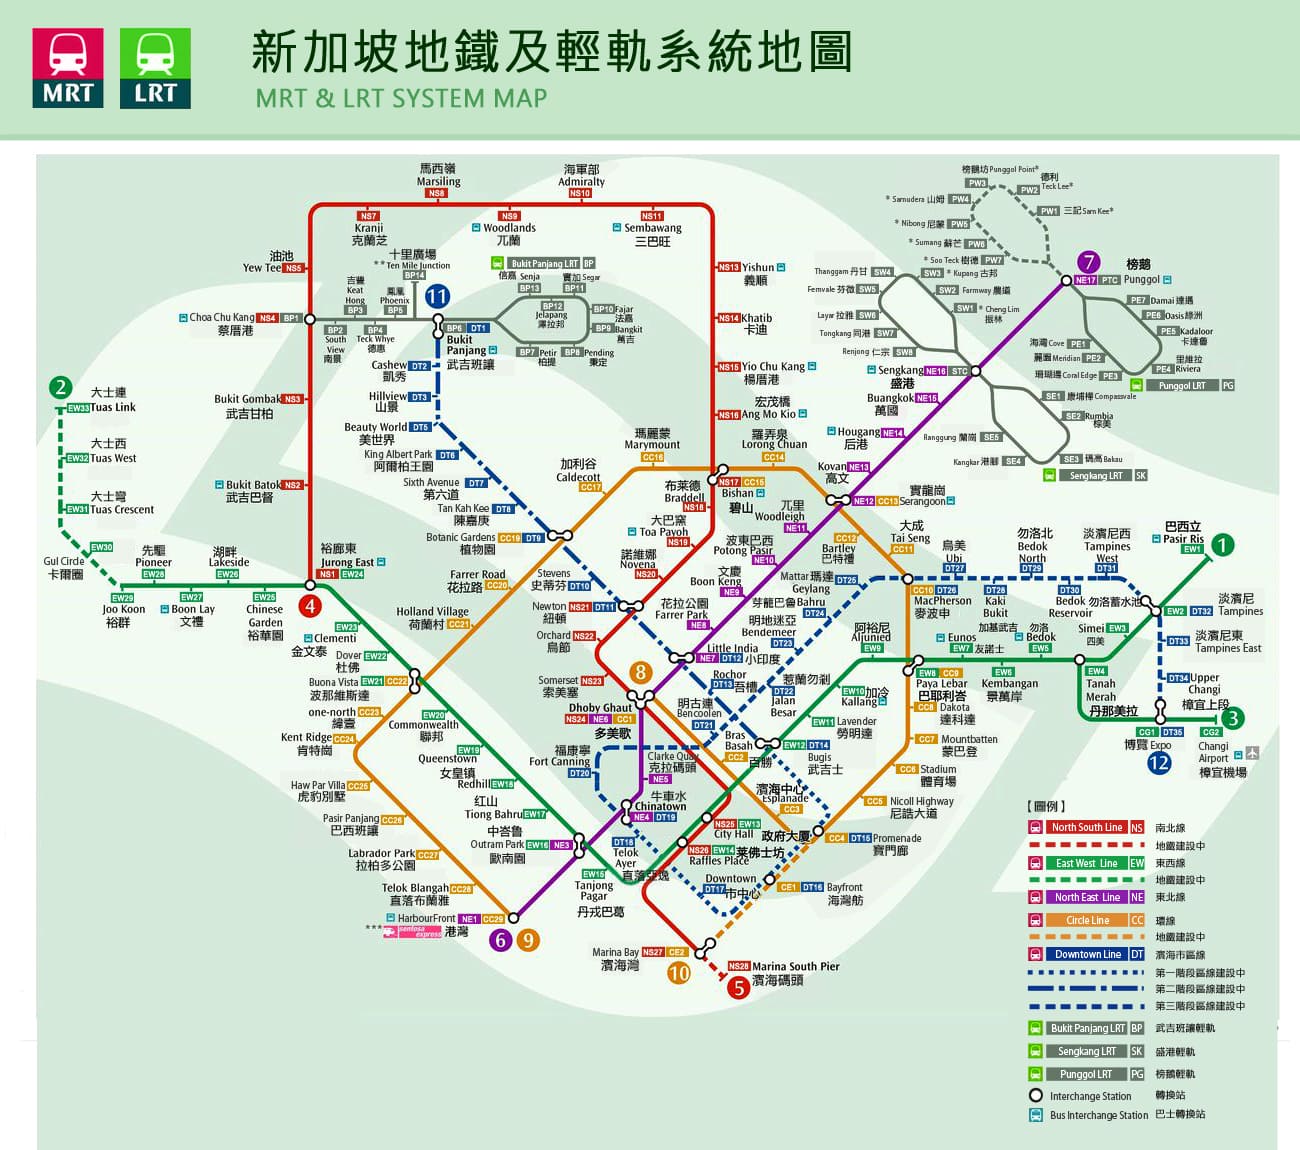 MRT
LRT
新加坡地鐵及輕軌系統地圖
MRT & LRT SYSTEM MAP
馬西嶺
Marsiling
NS8
海軍部
Admiralty
NS10
NS7
Kranji
克蘭芝
NS9
Woodlands
兀蘭
NS11
Sembawang
三巴旺
油池
Yew Tee NS5
十里廣場
**Ten Mile Junction
BP14
Bukit Panjang LRT BP
NS13 Yishun
義順
吉豐
Keat
Hong
BP3
鳳凰
Phoenix
BP5
11
信嘉 Senja
BP13
實加 Segar
BP11
BP12
Jelapang
澤拉邦
BP10 Fajar
法嘉
BP9 Bangkit
萬吉
Choa Chu Kang NS4 BP1
蔡厝港
BP2
South
View
南景
BP4
Teck Whye
德惠
BP6 DT1
Bukit
Panjang
武吉班讓
BP7 Petir
柏提
BP8 Pending
秉定
NS14 Khatib
卡迪
Cashew DT2
凱秀
NS15 Yio Chu Kang
楊厝港
Hillview DT3
山景
宏茂橋
NS16 Ang Mo Kio
Beauty World DT5
美世界
King Albert Park DT6
阿爾柏王園
Sixth Avenue DT7
第六道
Tan Kah Kee DT8
陳嘉庚
Botanic Gardens CC19 DT9
植物園
2
大士連
EW33 Tuas Link
大士西
EW32 Tuas West
大士彎
EW31 Tuas Crescent
EW30
Gul Circle
卡爾圈
Bukit Gombak NS3
武吉甘柏
Bukit Batok NS2
武吉巴督
先驅
Pioneer
EW28
湖畔
Lakeside
EW26
裕廊東
Jurong East
NS1 EW24
4
EW29
Joo Koon
裕群
EW27
Boon Lay
文禮
EW25
Chinese
Garden
裕華園
EW23
Clementi
金文泰
Dover EW22
杜佛
Buona Vista EW21 CC22
波那維斯達
EW20
Commonwealth
聯邦
EW19
Queenstown
女皇鎮
Redhill EW18
紅山
Tiong Bahru EW17
中峇魯
Outram Park EW16 NE3
歐南園
EW15
Tanjong
Pagar
丹戎巴葛
瑪麗蒙
Marymount
CC16
加利谷
Caldecott
CC17
羅弄泉
Lorong Chuan
CC14
布萊德
Braddell
NS18
NS17 CC15
Bishan
碧山
大巴窯
Toa Payoh
NS19
諾維娜
Novena
NS20
Stevens
史蒂芬 DT10
Newton NS21 DT11
紐頓
Orchard NS22
烏節
Somerset NS23
索美塞
8
Dhoby Ghaut
NS24 NE6 CC1
多美歌
Farrer Road
花拉路 CC20
Holland Village
荷蘭村 CC21
one-north CC23
緯壹
Kent Ridge CC24
肯特崗
Haw Par Villa CC25
虎豹別墅
Pasir Panjang CC26
巴西班讓
Labrador Park CC27
拉柏多公園
Telok Blangah CC28
直落布蘭雅
HarbourFront NE1 CC29
*** sentosa express 港灣
6 9
福康寧
Fort Canning
DT20
Clarke Quay
克拉碼頭
NE5
牛車水
Chinatown
NE4 DT19
DT18
Telok
Ayer
直落亞逸
明古連
Bencoolen
DT21
Bras
Basah
CC2 百勝
Rochor
DT13 吾槽
Little India
NE7 DT12 小印度
花拉公園
Farrer Park
NE8
文慶
Boon Keng
NE9
波東巴西
Potong Pasir
NE10
兀里
Woodleigh
NE11
NE12 CC13 Serangoon
實龍崗
Kovan NE13
高文
Hougang NE14
后港
Buangkok NE15
萬國
Sengkang NE16 STC
盛港
7
NE17 PTC Punggol
榜鵝
榜鵝坊 Punggol Point*
PW3
德利
PW2 Teck Lee*
PW1 三記 Sam Kee*
* Samudera 山姆 PW4
* Nibong 尼蒙 PW5
* Sumang 蘇芒 PW6
* Soo Teck 樹德 PW7
Thanggam 丹甘 SW4
SW3 * Kupang 古邦
Fernvale 芬微 SW5
SW2 Farmway 農道
Layar 拉雅 SW6
SW1 * Cheng Lim
振林
Tongkang 同港 SW7
Renjong 仁宗 SW8
PE7 Damai 達邁
PE6 Oasis 綠洲
PE5 Kadaloor
卡達魯
里維拉
PE4 Riviera
海灣 Cove PE1
麗園 Meridian PE2
珊瑚邊 Coral Edge PE3
Punggol LRT PG
SE1 康埔樺 Compassvale
SE2 Rumbia
棕美
SE3 碼高 Bakau
Ranggung 蘭崗 SE5
Kangkar 港腳 SE4
Sengkang LRT SK
Bartley
巴特禮
CC12
大成
Tai Seng
CC11
CC10 DT26
MacPherson
麥波申
Mattar 瑪達 DT25
Geylang
芽籠巴魯 Bahru
DT24
明地迷亞
Bendemeer
DT23
惹蘭勿剎
DT22
Jalan
Besar
烏美
Ubi
DT27
勿洛北
Bedok
North
DT29
淡濱尼西
Tampines
West
DT31
DT28
Kaki
Bukit
加基武吉
DT30
Bedok 勿洛蓄水池
Reservoir
巴西立
Pasir Ris
EW1
1
EW2 DT32
淡濱尼
Tampines
Simei EW3
四美
DT33
淡濱尼東
Tampines East
DT34 Upper
Changi
樟宜上段
3
CG1 DT35
博覽 Expo
12
CG2
Changi
Airport
樟宜機場
EW4
Tanah
Merah
丹那美拉
勿洛
Bedok
EW5
EW6
Kembangan
景萬岸
Eunos
EW7 友諾士
EW8 CC9
Paya Lebar
巴耶利峇
阿裕尼
Aljunied
EW9
EW10 加冷
Kallang
EW11 Lavender
勞明達
EW12 DT14
Bugis
武吉士
CC8 Dakota
達科達
CC7 Mountbatten
蒙巴登
CC6 Stadium
體育場
CC5 Nicoll Highway
尼誥大道
CC4 DT15 Promenade
寶門廊
濱海中心
Esplanade
CC3
NS25 EW13
City Hall
政府大廈
NS26 EW14
Raffles Place
萊佛士坊
Downtown
DT17 市中心
CE1 DT16 Bayfront
海灣舫
Marina Bay NS27 CE2
濱海灣
10
NS28 Marina South Pier
濱海碼頭
5
【圖例】
North South Line NS 南北線
地鐵建設中
East West Line EW 東西線
地鐵建設中
North East Line NE 東北線
Circle Line CC 環線
地鐵建設中
Downtown Line DT 濱海市區線
第一階段區線建設中
第二階段區線建設中
第三階段區線建設中
Bukit Panjang LRT BP 武吉班讓輕軌
Sengkang LRT SK 盛港輕軌
Punggol LRT PG 榜鵝輕軌
Interchange Station 轉換站
Bus Interchange Station 巴士轉換站